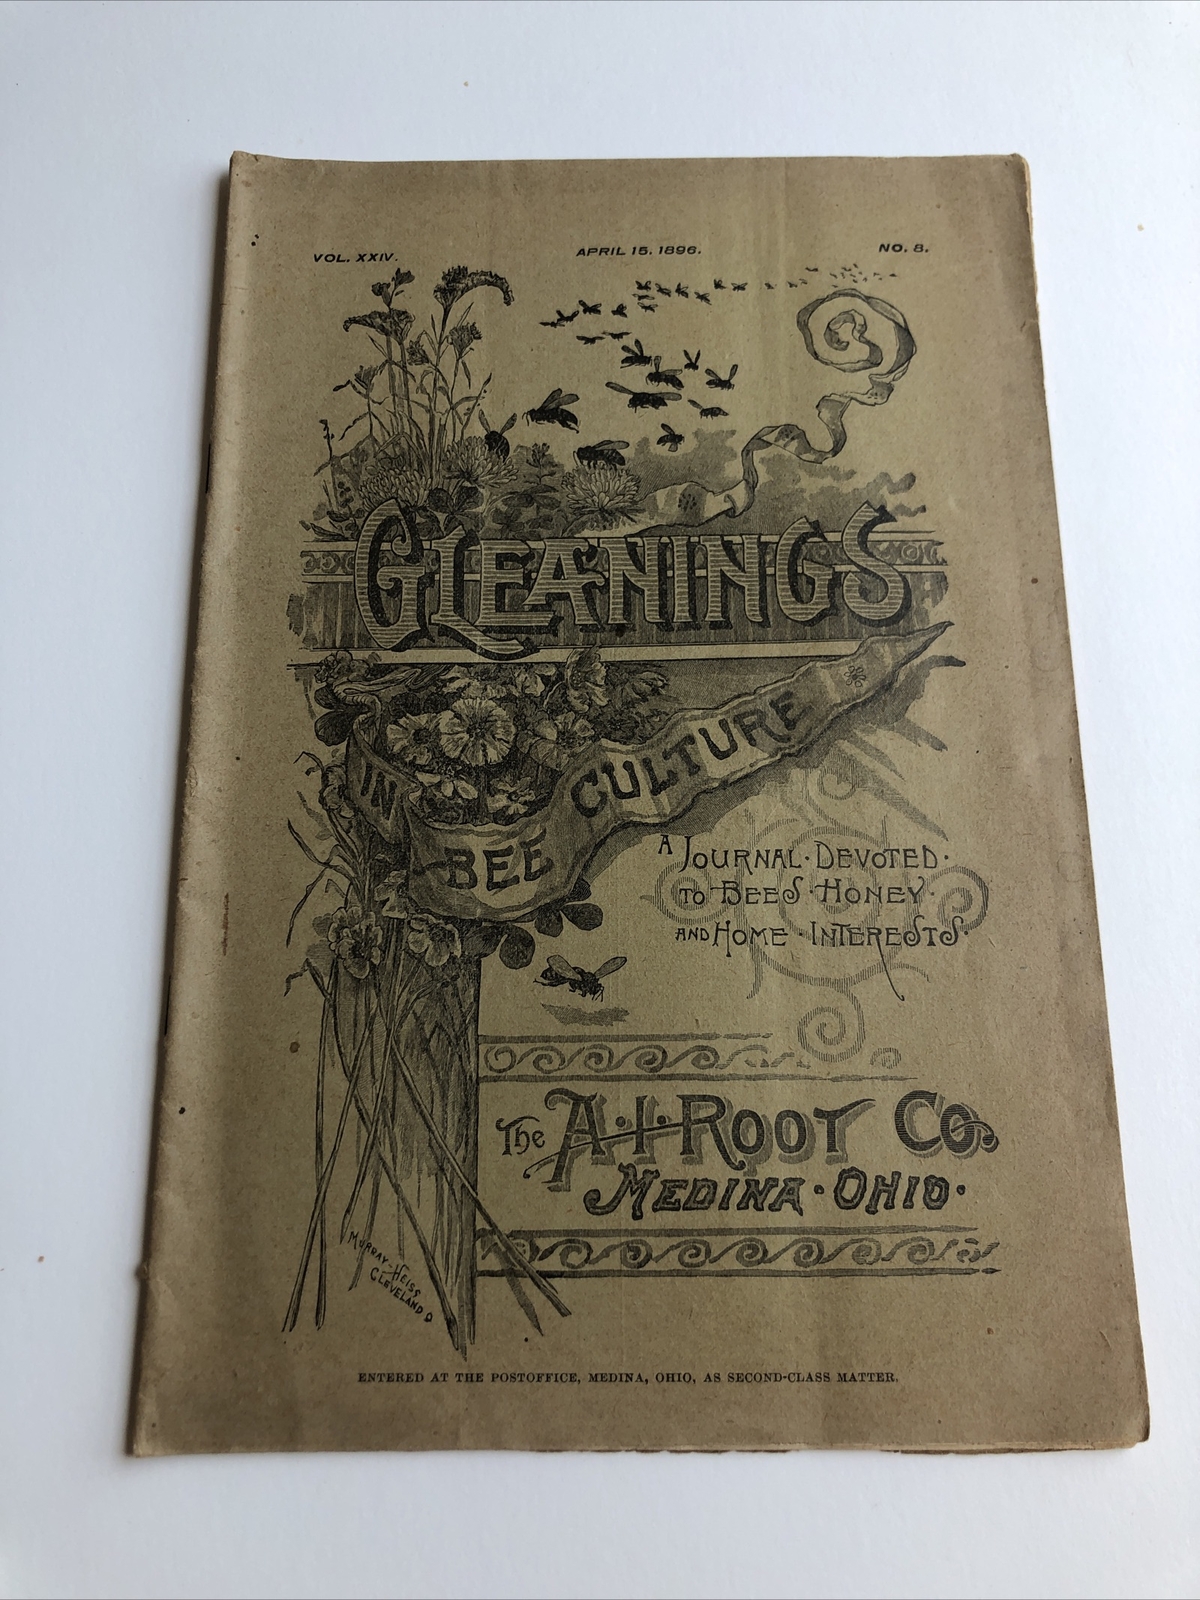 VOL. XXIV. APRIL 15. 1896. NO. 8.
GLEANINGS
IN
BEE
CULTURE
A JOURNAL·DEVOTED·
TO BEES·HONEY·
AND HOME·INTERESTS·
The A·I·ROOT CO.
MEDINA·OHIO·
MURRAY-HEISS
CLEVELAND O
ENTERED AT THE POSTOFFICE, MEDINA, OHIO, AS SECOND-CLASS MATTER.